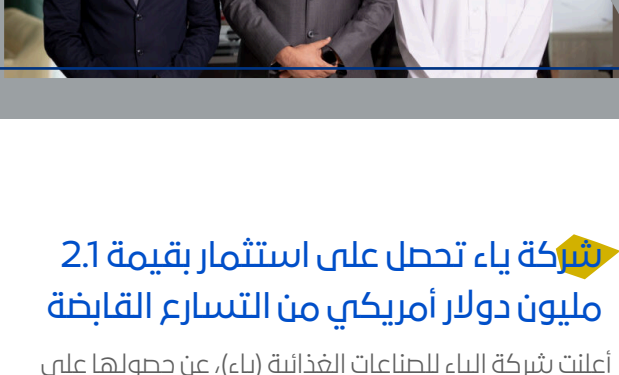 شركة ياء تحصل على استثمار بقيمة 2.1
مليون دولار أمريكي من التسارع القابضة
أعلنت شركة الياء للصناعات الغذائية (ياء)، عن حصولها على